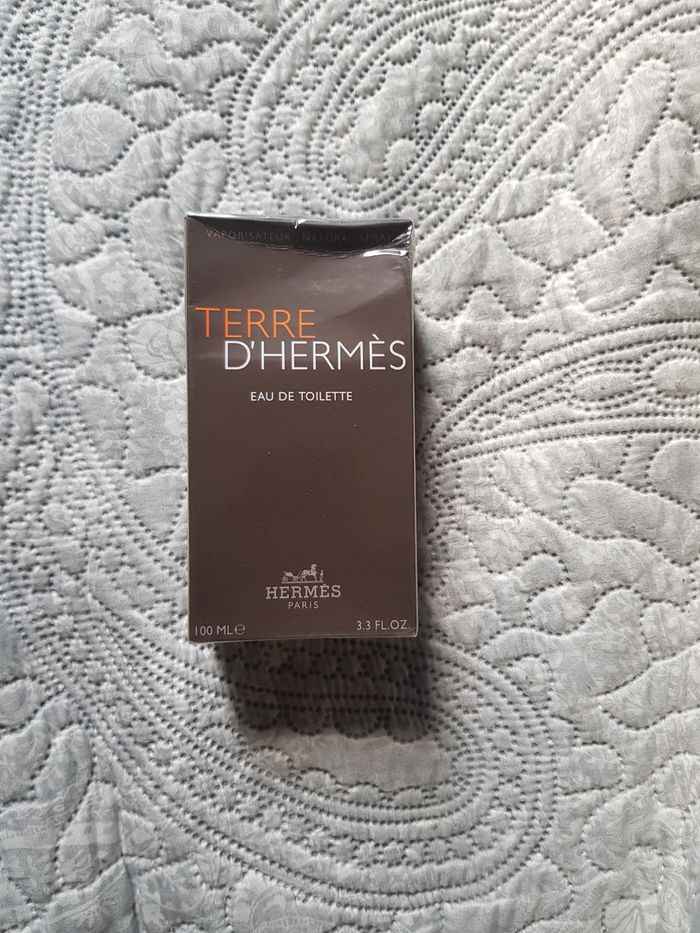 VAPORISATEUR . NATURAL SPRAY
TERRE
D'HERMÈS
EAU DE TOILETTE
HERMÈS
PARIS
100 ML℮ 3.3 FL.OZ.